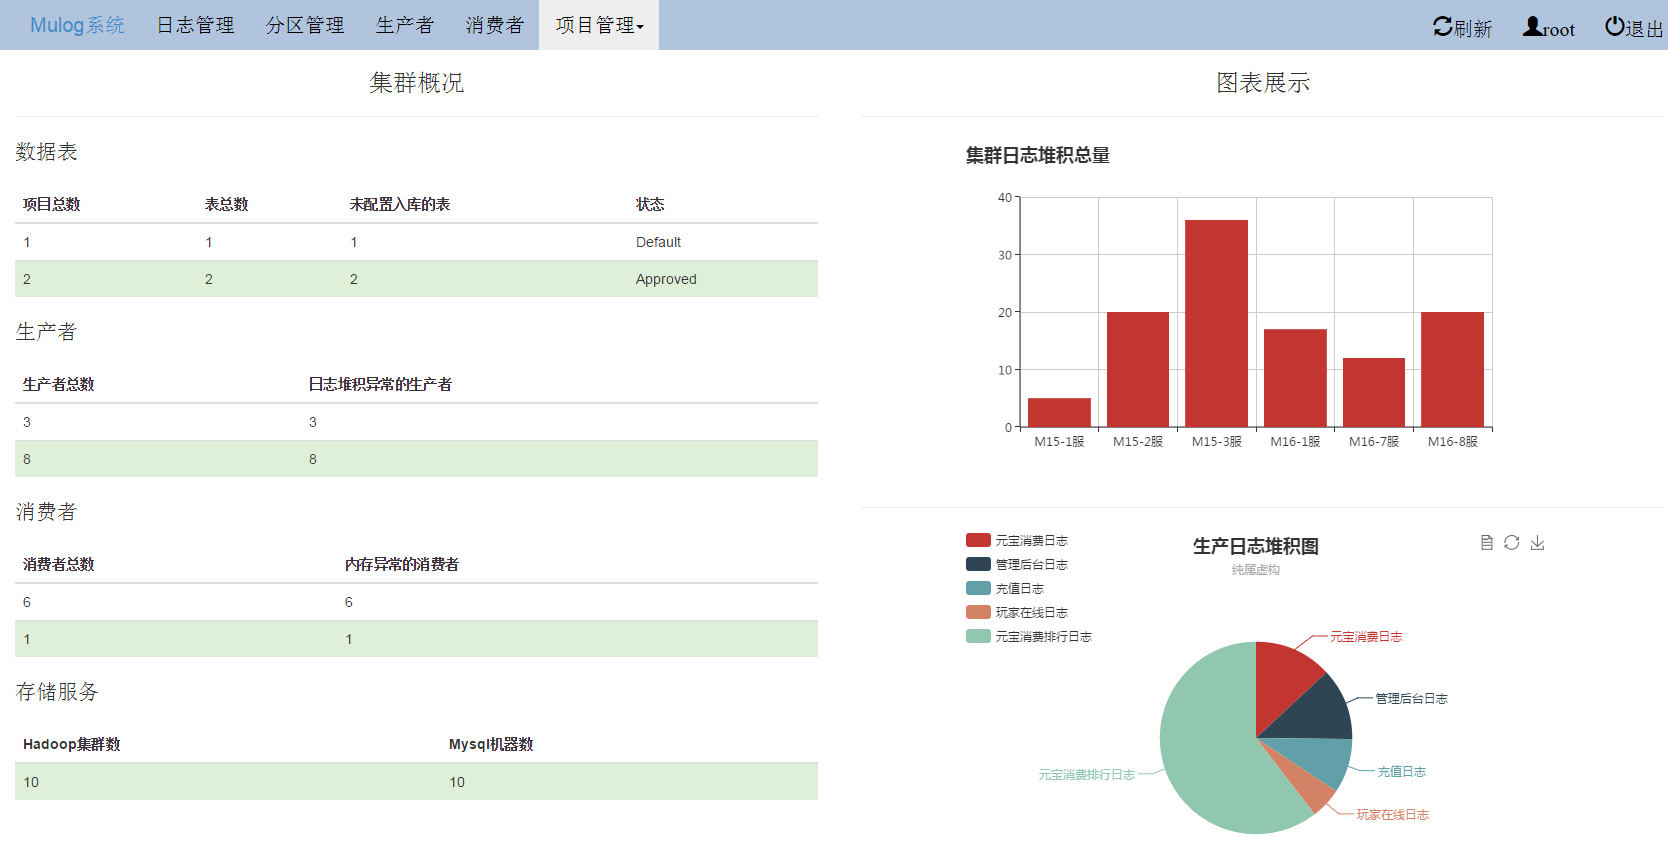 Mulog系统 日志管理 分区管理 生产者 消费者 项目管理 刷新 root 退出
集群概况
数据表
项目总数 表总数 未配置入库的表 状态
1 1 1 Default
2 2 2 Approved
生产者
生产者总数 日志堆积异常的生产者
3 3
8 8
消费者
消费者总数 内存异常的消费者
6 6
1 1
存储服务
Hadoop集群数 Mysql机器数
10 10
图表展示
集群日志堆积总量
40
30
20
10
0
M15-1服 M15-2服 M15-3服 M16-1服 M16-7服 M16-8服
元宝消费日志
管理后台日志
充值日志
玩家在线日志
元宝消费排行日志
生产日志堆积图
纯属虚构
元宝消费日志
管理后台日志
充值日志
玩家在线日志
元宝消费排行日志